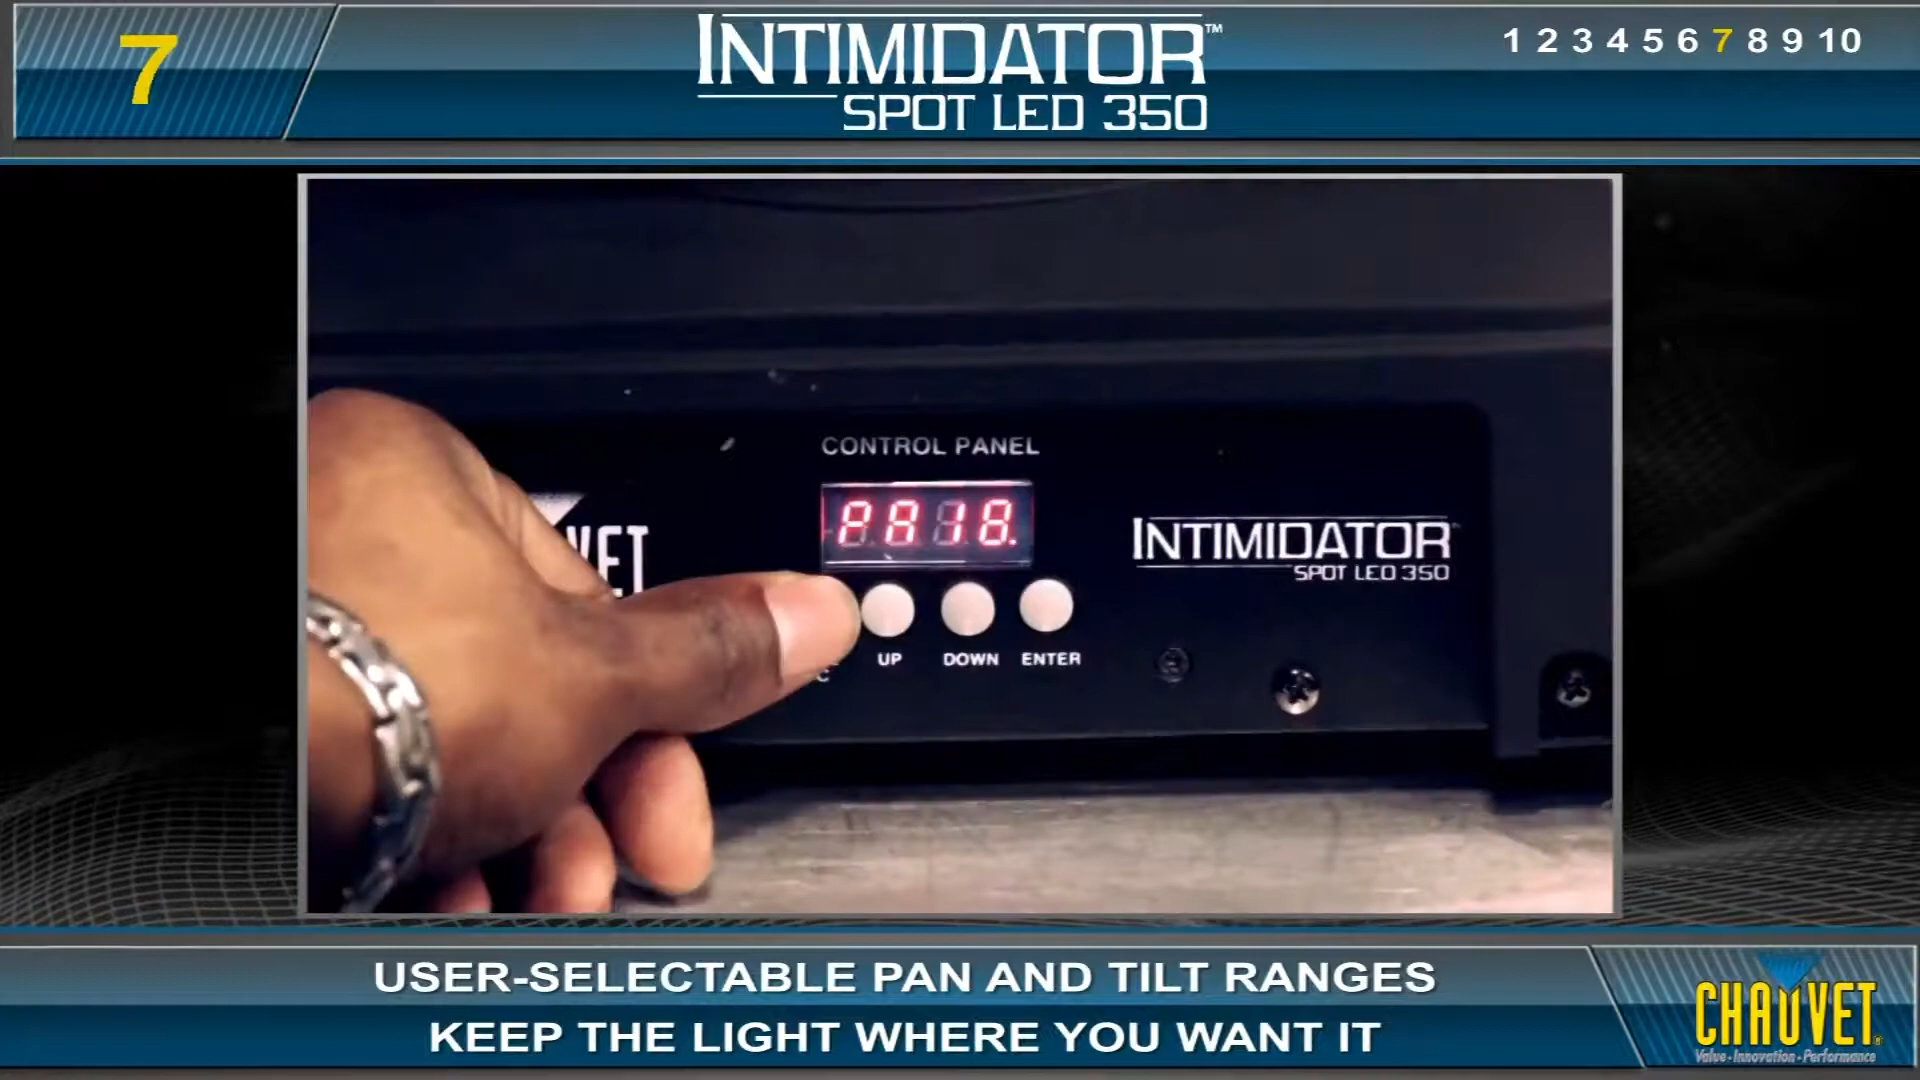 7
INTIMIDATOR™
SPOT LED 350
1 2 3 4 5 6 7 8 9 10
CONTROL PANEL
PA18.
VET
INTIMIDATOR
SPOT LED 350
C
UP
DOWN
ENTER
USER-SELECTABLE PAN AND TILT RANGES
KEEP THE LIGHT WHERE YOU WANT IT
CHAUVET®
Value-Innovation-Performance